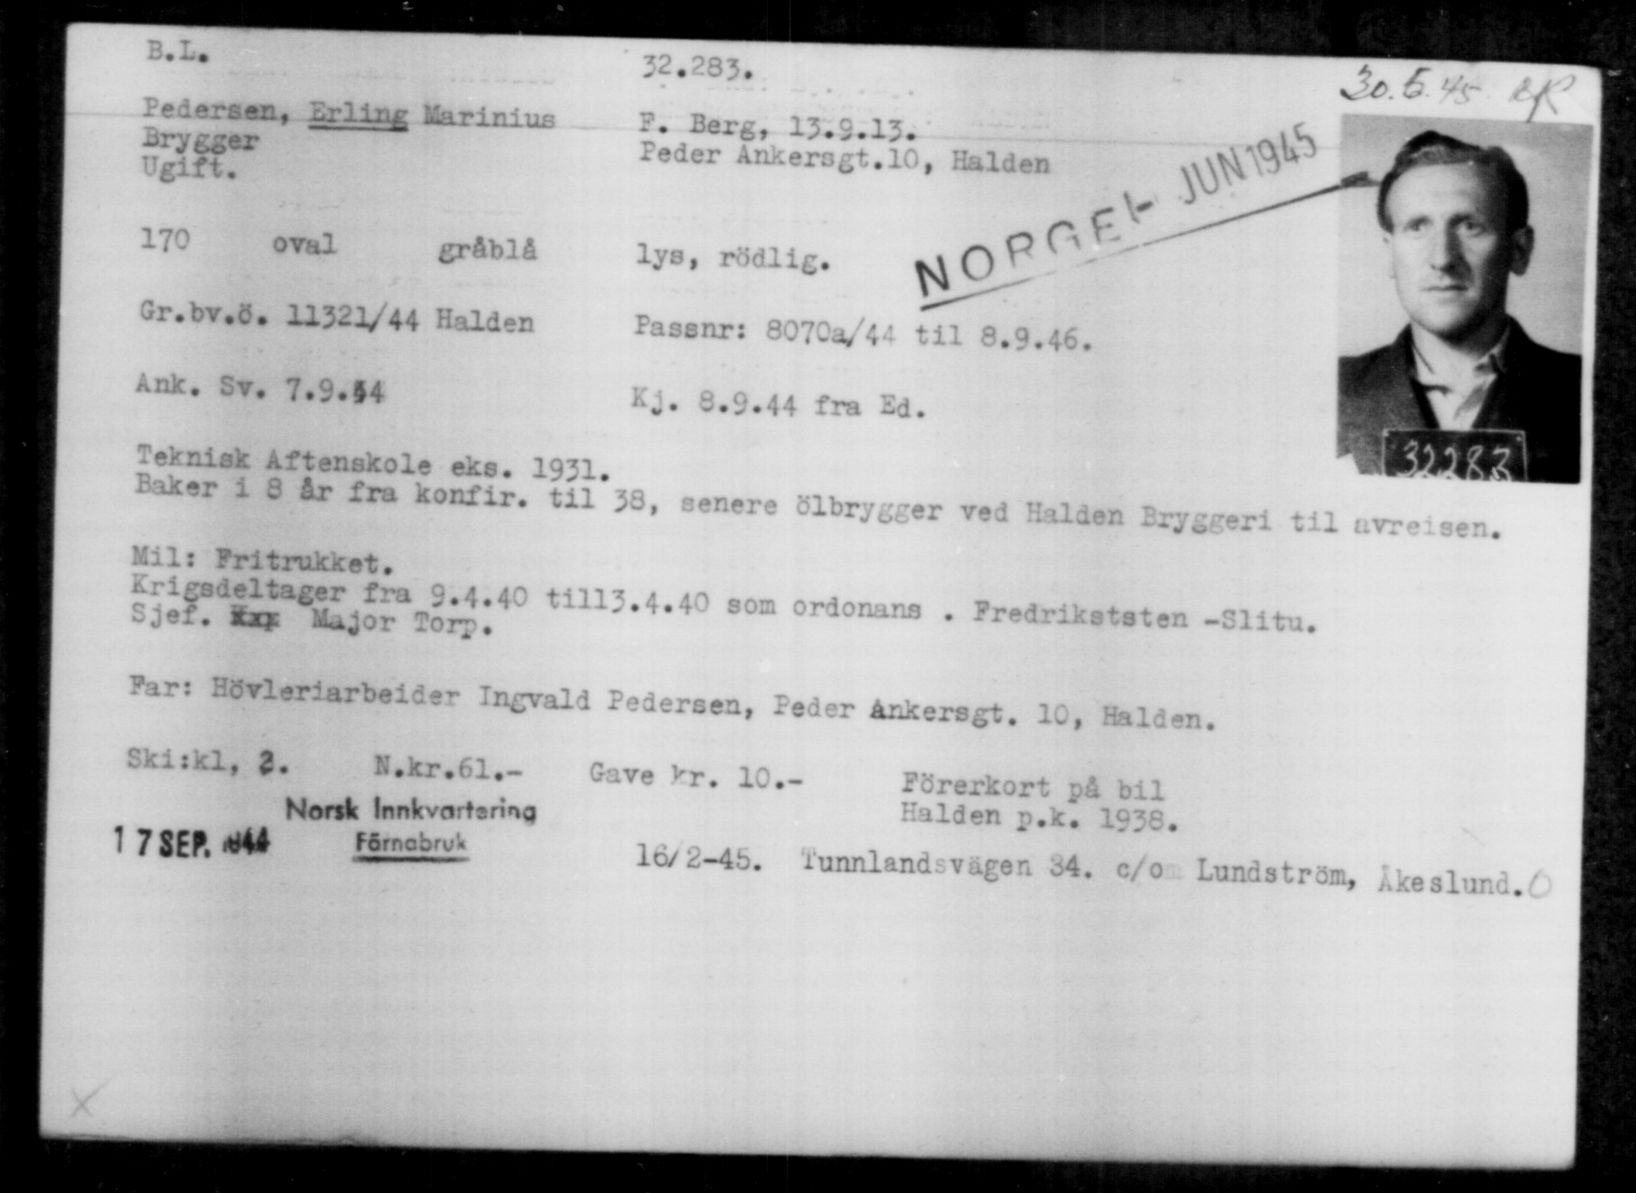 B.L.
32.283.
30.5.45
Pedersen, Erling Marinius
F. Berg, 13.9.13.
Brygger
Peder Ankersgt.10, Halden
Ugift.
NORGE 1- JUN 1945
170 oval gråblå lys, rödlig.
Gr.bv.ö. 11321/44 Halden
Passnr: 8070a/44 til 8.9.46.
Ank. Sv. 7.9.44
Kj. 8.9.44 fra Ed.
32283
Teknisk Aftenskole eks. 1931.
Baker i 8 år fra konfir. til 38, senere ölbrygger ved Halden Bryggeri til avreisen.
Mil: Fritrukket.
Krigsdeltager fra 9.4.40 till3.4.40 som ordonans . Fredrikststen -Slitu.
Sjef. Major Torp.
Far: Hövleriarbeider Ingvald Pedersen, Peder Ankersgt. 10, Halden.
Ski:kl, . N.kr.61.- Gave kr. 10.- Förerkort på bil
Halden p.k. 1938.
Norsk Innkvartering
17 SEP. 1944
Färnabruk
16/2-45. Tunnlandsvägen 34. c/o Lundström, Åkeslund.